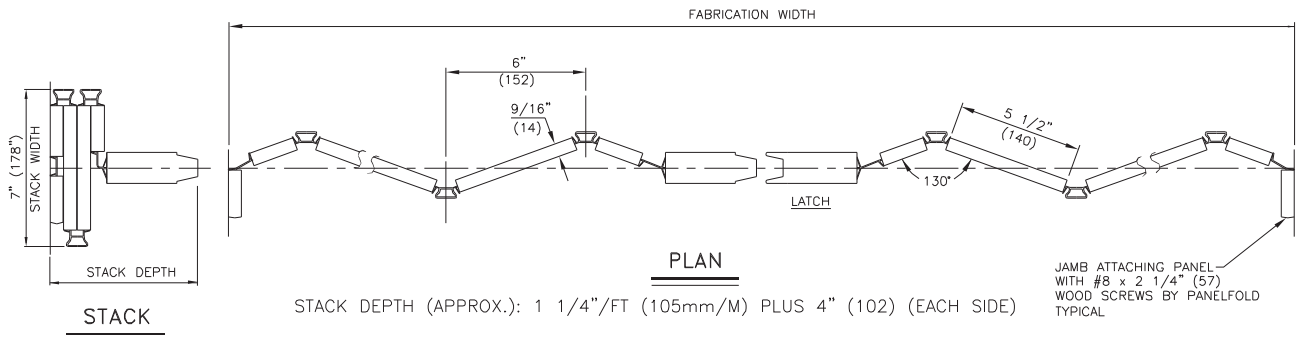 FABRICATION WIDTH
6"
(152)
9/16"
(14)
5 1/2"
(140)
7" (178")
STACK WIDTH
130°
LATCH
STACK DEPTH
PLAN
JAMB ATTACHING PANEL
WITH #8 x 2 1/4" (57)
WOOD SCREWS BY PANELFOLD
TYPICAL
STACK DEPTH (APPROX.): 1 1/4"/FT (105mm/M) PLUS 4" (102) (EACH SIDE)
STACK